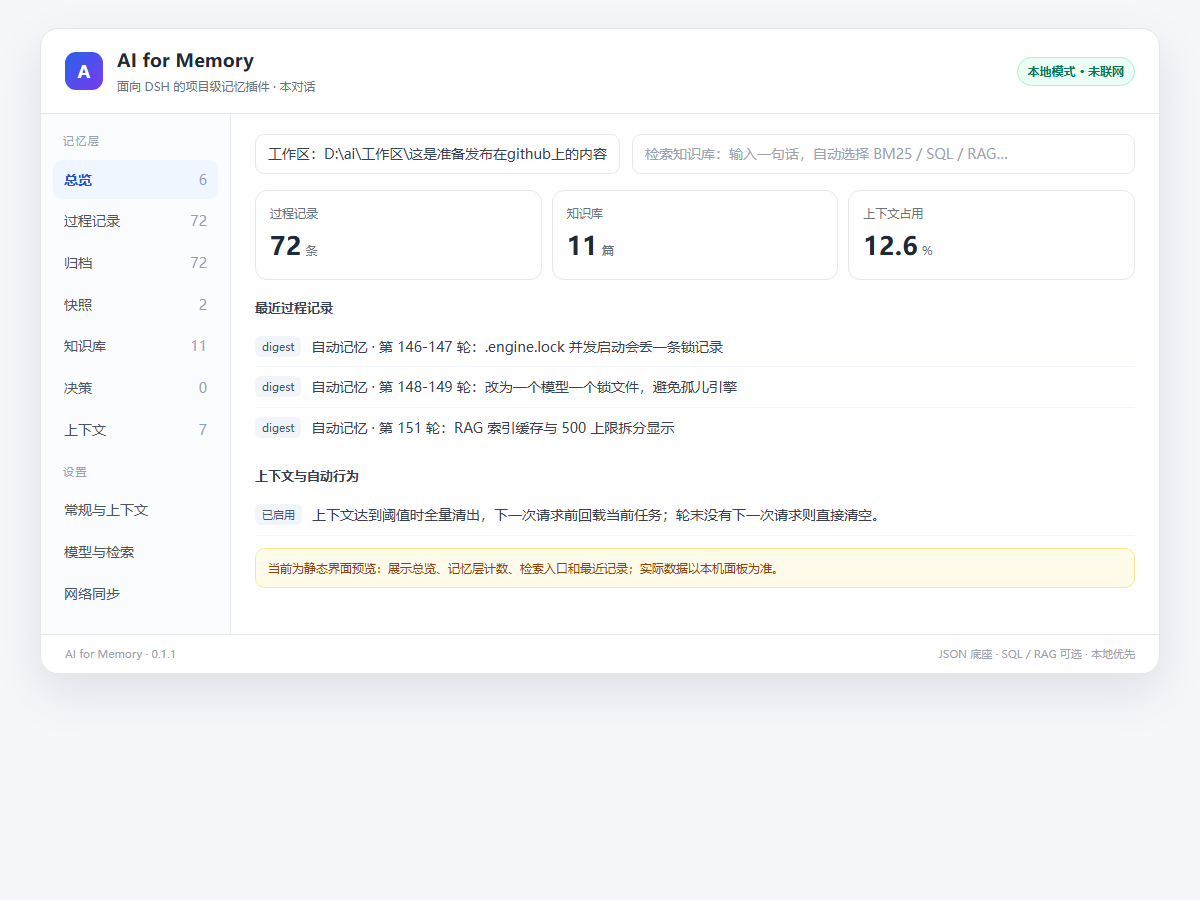 A
AI for Memory
面向 DSH 的项目级记忆插件 · 本对话
本地模式 · 未联网
记忆层
总览 6
过程记录 72
归档 72
快照 2
知识库 11
决策 0
上下文 7
设置
常规与上下文
模型与检索
网络同步
工作区：D:\ai\工作区\这是准备发布在github上的内容
检索知识库：输入一句话，自动选择 BM25 / SQL / RAG...
过程记录
72 条
知识库
11 篇
上下文占用
12.6 %
最近过程记录
digest 自动记忆 · 第 146-147 轮：.engine.lock 并发启动会丢一条锁记录
digest 自动记忆 · 第 148-149 轮：改为一个模型一个锁文件，避免孤儿引擎
digest 自动记忆 · 第 151 轮：RAG 索引缓存与 500 上限拆分显示
上下文与自动行为
已启用 上下文达到阈值时全量清出，下一次请求前回载当前任务；轮末没有下一次请求则直接清空。
当前为静态界面预览：展示总览、记忆层计数、检索入口和最近记录；实际数据以本机面板为准。
AI for Memory · 0.1.1
JSON 底座 · SQL / RAG 可选 · 本地优先